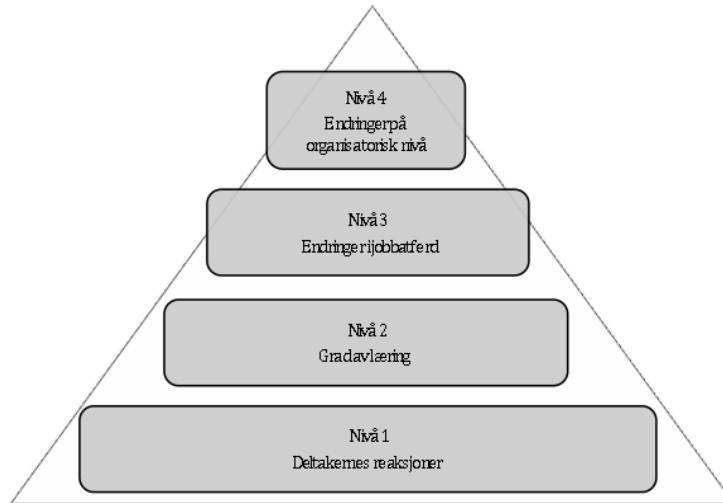 Nivå 4
Endringer på
organisatorisk nivå
Nivå 3
Endringer i jobbatferd
Nivå 2
Grad av læring
Nivå 1
Deltakernes reaksjoner